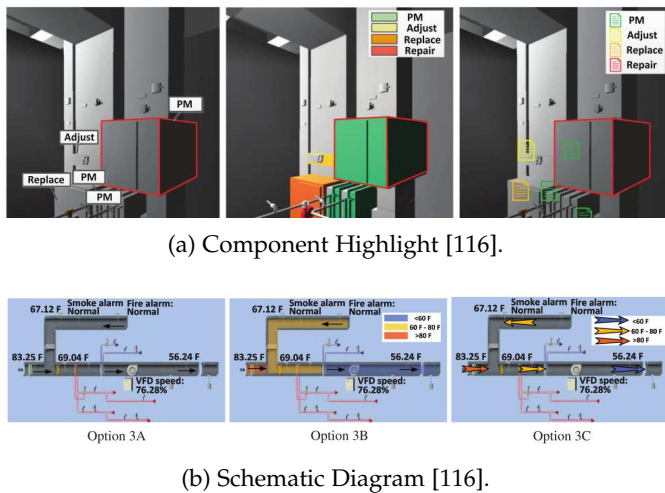 PM
Adjust
Replace
PM
PM
PM
Adjust
Replace
Repair
PM
Adjust
Replace
Repair
(a) Component Highlight [116].
Smoke alarm Fire alarm:
67.12 F Normal Normal
83.25 F 69.04 F 56.24 F
VFD speed:
76.28%
Option 3A
Smoke alarm Fire alarm:
67.12 F Normal Normal
<60 F
60 F - 80 F
>80 F
83.25 F 69.04 F 56.24 F
VFD speed:
76.28%
Option 3B
Smoke alarm Fire alarm:
67.12 F Normal Normal
<60 F
60 F - 80 F
>80 F
83.25 F 69.04 F 56.24 F
VFD speed:
76.28%
Option 3C
(b) Schematic Diagram [116].